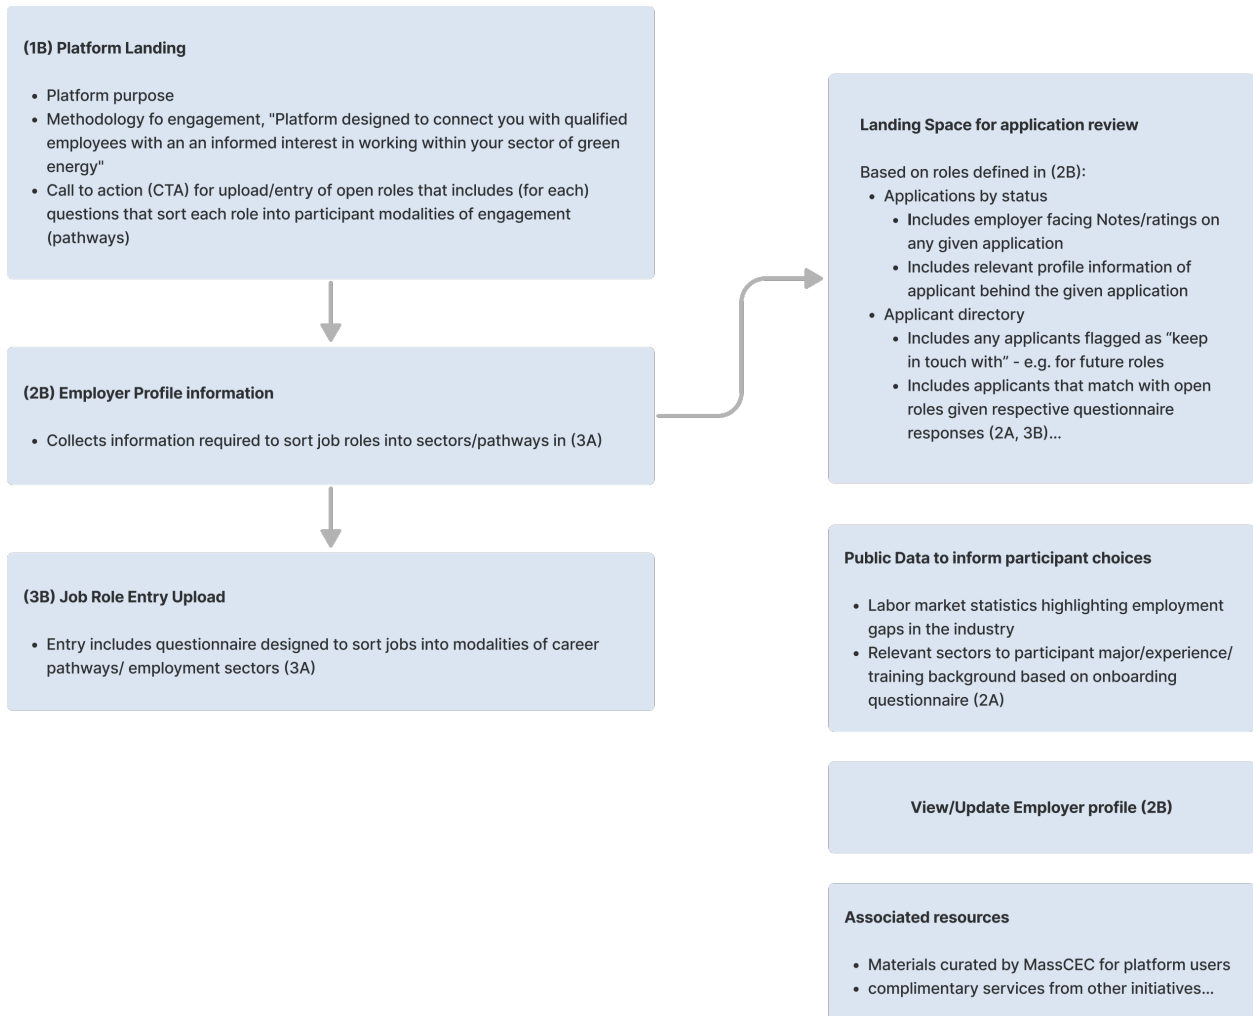 (1B) Platform Landing
• Platform purpose
• Methodology fo engagement, "Platform designed to connect you with qualified
employees with an an informed interest in working within your sector of green
energy"
• Call to action (CTA) for upload/entry of open roles that includes (for each)
questions that sort each role into participant modalities of engagement
(pathways)
(2B) Employer Profile information
• Collects information required to sort job roles into sectors/pathways in (3A)
(3B) Job Role Entry Upload
• Entry includes questionnaire designed to sort jobs into modalities of career
pathways/ employment sectors (3A)
Landing Space for application review
Based on roles defined in (2B):
• Applications by status
• Includes employer facing Notes/ratings on
any given application
• Includes relevant profile information of
applicant behind the given application
• Applicant directory
• Includes any applicants flagged as “keep
in touch with” - e.g. for future roles
• Includes applicants that match with open
roles given respective questionnaire
responses (2A, 3B)...
Public Data to inform participant choices
• Labor market statistics highlighting employment
gaps in the industry
• Relevant sectors to participant major/experience/
training background based on onboarding
questionnaire (2A)
View/Update Employer profile (2B)
Associated resources
• Materials curated by MassCEC for platform users
• complimentary services from other initiatives...